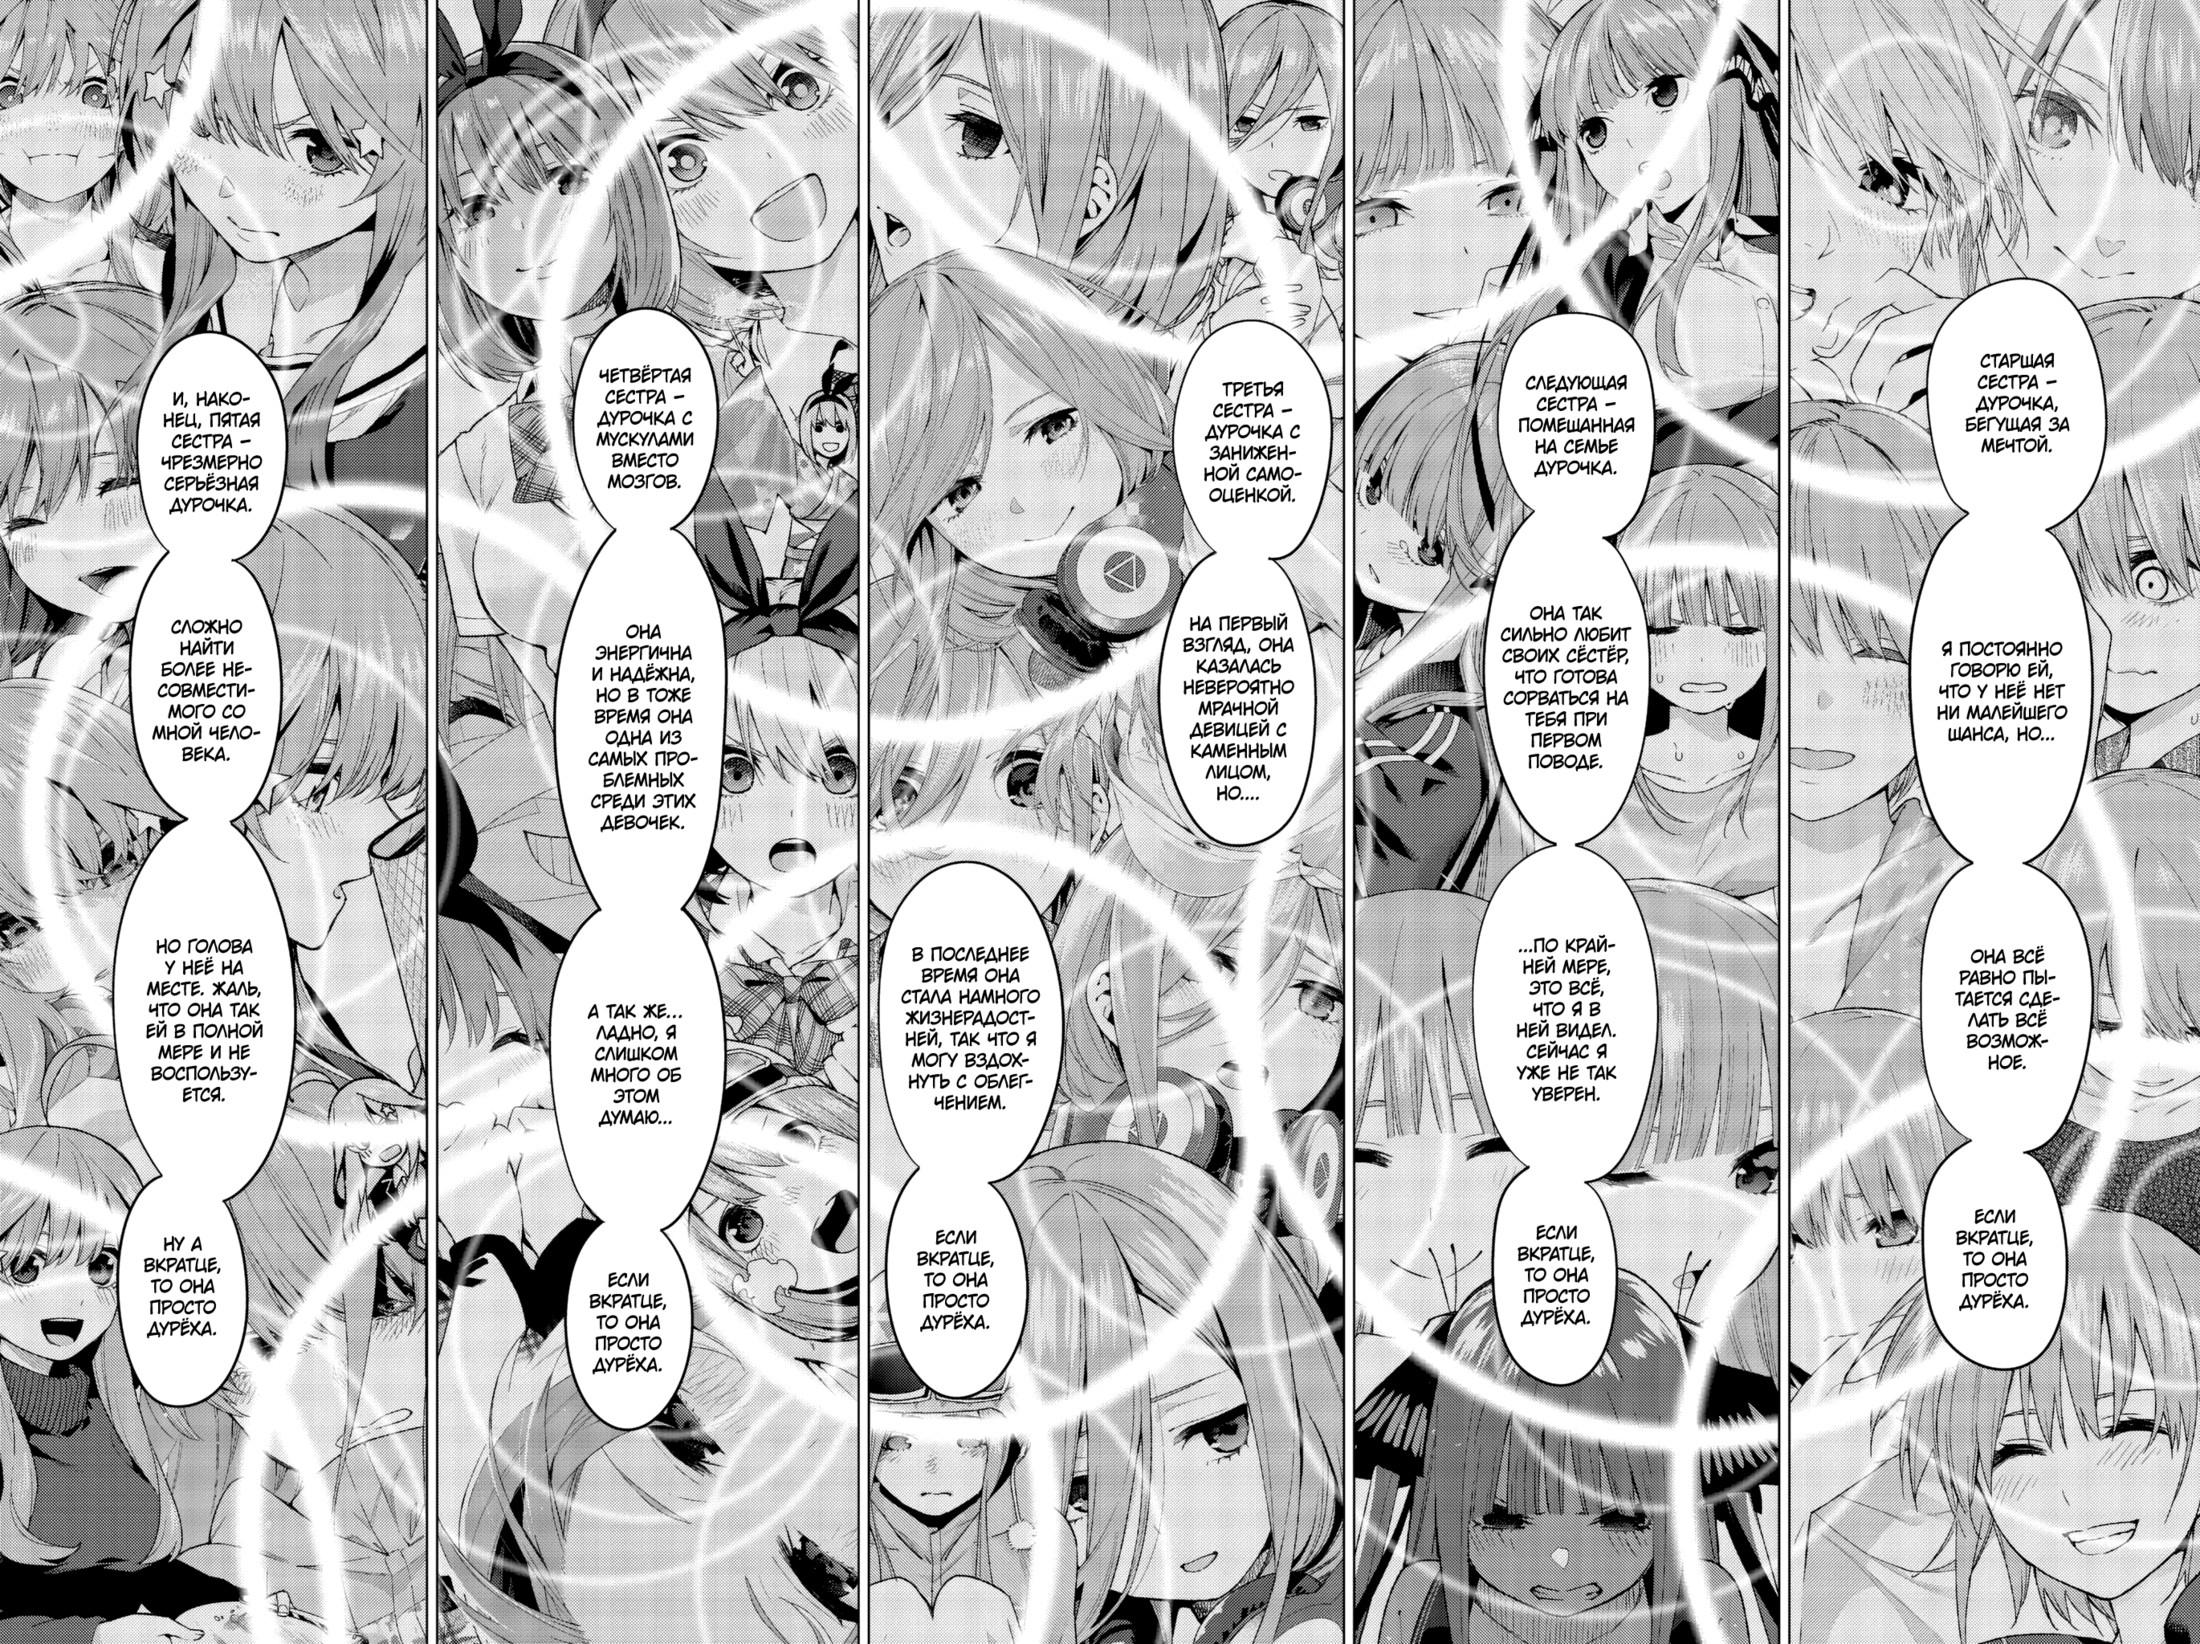 СТАРШАЯ
СЕСТРА –
ДУРОЧКА,
БЕГУЩАЯ ЗА
МЕЧТОЙ.
Я ПОСТОЯННО
ГОВОРЮ ЕЙ,
ЧТО У НЕЁ НЕТ
НИ МАЛЕЙШЕГО
ШАНСА, НО...
ОНА ВСЁ
РАВНО ПЫ-
ТАЕТСЯ СДЕ-
ЛАТЬ ВСЁ
ВОЗМОЖ-
НОЕ.
ЕСЛИ
ВКРАТЦЕ,
ТО ОНА
ПРОСТО
ДУРЁХА.
СЛЕДУЮЩАЯ
СЕСТРА –
ПОМЕШАННАЯ
НА СЕМЬЕ
ДУРОЧКА.
ОНА ТАК
СИЛЬНО ЛЮБИТ
СВОИХ СЁСТЁР,
ЧТО ГОТОВА
СОРВАТЬСЯ НА
ТЕБЯ ПРИ
ПЕРВОМ
ПОВОДЕ.
...ПО КРАЙ-
НЕЙ МЕРЕ,
ЭТО ВСЁ,
ЧТО Я В
НЕЙ ВИДЕЛ.
СЕЙЧАС Я
УЖЕ НЕ ТАК
УВЕРЕН.
ЕСЛИ
ВКРАТЦЕ,
ТО ОНА
ПРОСТО
ДУРЁХА.
ТРЕТЬЯ
СЕСТРА –
ДУРОЧКА С
ЗАНИЖЕН-
НОЙ САМО-
ОЦЕНКОЙ.
НА ПЕРВЫЙ
ВЗГЛЯД, ОНА
КАЗАЛАСЬ
НЕВЕРОЯТНО
МРАЧНОЙ
ДЕВИЦЕЙ С
КАМЕННЫМ
ЛИЦОМ,
НО....
В ПОСЛЕДНЕЕ
ВРЕМЯ ОНА
СТАЛА НАМНОГО
ЖИЗНЕРАДОСТ-
НЕЙ, ТАК ЧТО Я
МОГУ ВЗДОХ-
НУТЬ С ОБЛЕГ-
ЧЕНИЕМ.
ЕСЛИ
ВКРАТЦЕ,
ТО ОНА
ПРОСТО
ДУРЁХА.
ЧЕТВЁРТАЯ
СЕСТРА –
ДУРОЧКА С
МУСКУЛАМИ
ВМЕСТО
МОЗГОВ.
ОНА
ЭНЕРГИЧНА
И НАДЁЖНА,
НО В ТОЖЕ
ВРЕМЯ ОНА
ОДНА ИЗ
САМЫХ ПРО-
БЛЕМНЫХ
СРЕДИ ЭТИХ
ДЕВОЧЕК.
А ТАК ЖЕ...
ЛАДНО, Я
СЛИШКОМ
МНОГО ОБ
ЭТОМ
ДУМАЮ...
ЕСЛИ
ВКРАТЦЕ,
ТО ОНА
ПРОСТО
ДУРЁХА.
И, НАКО-
НЕЦ, ПЯТАЯ
СЕСТРА –
ЧРЕЗМЕРНО
СЕРЬЁЗНАЯ
ДУРОЧКА.
СЛОЖНО
НАЙТИ
БОЛЕЕ НЕ-
СОВМЕСТИ-
МОГО СО
МНОЙ ЧЕЛО-
ВЕКА.
НО ГОЛОВА
У НЕЁ НА
МЕСТЕ. ЖАЛЬ,
ЧТО ОНА ТАК
ЕЙ В ПОЛНОЙ
МЕРЕ И НЕ
ВОСПОЛЬЗУ-
ЕТСЯ.
НУ А
ВКРАТЦЕ,
ТО ОНА
ПРОСТО
ДУРЁХА.